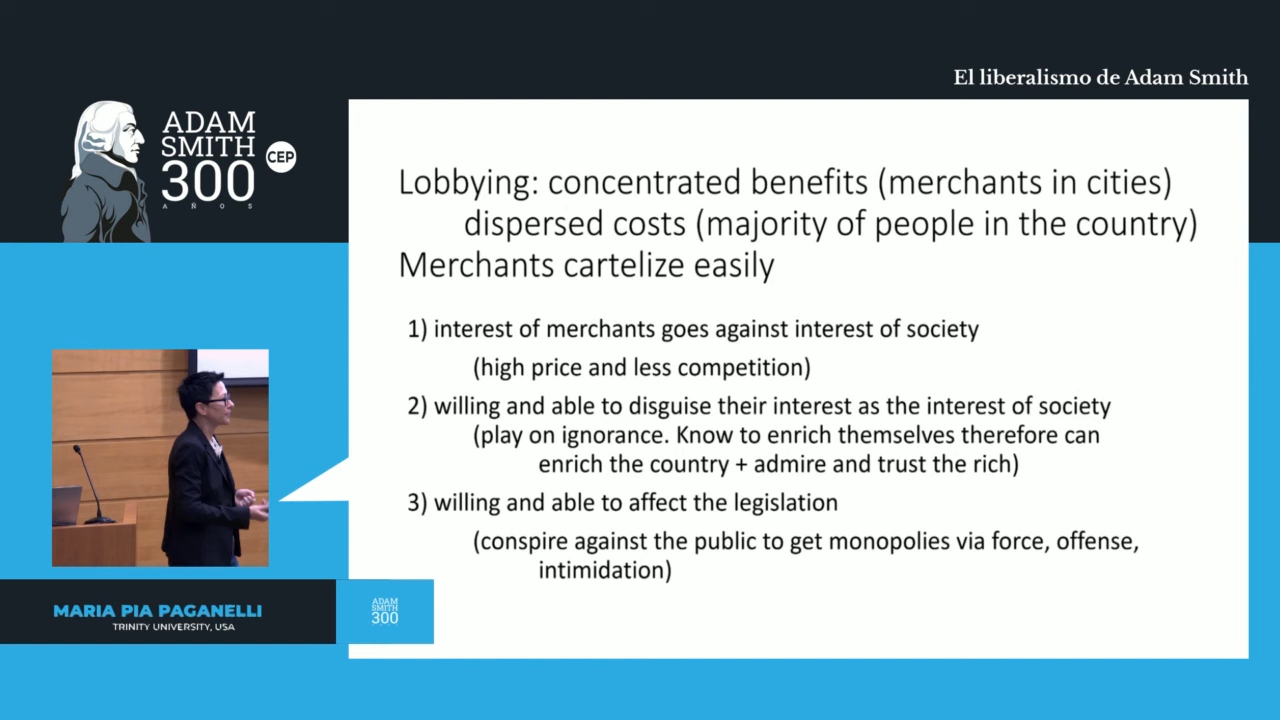 El liberalismo de Adam Smith
ADAM
SMITH
300
AÑOS
CEP
Lobbying: concentrated benefits (merchants in cities)
dispersed costs (majority of people in the country)
Merchants cartelize easily
1) interest of merchants goes against interest of society
(high price and less competition)
2) willing and able to disguise their interest as the interest of society
(play on ignorance. Know to enrich themselves therefore can
enrich the country + admire and trust the rich)
3) willing and able to affect the legislation
(conspire against the public to get monopolies via force, offense,
intimidation)
MARIA PIA PAGANELLI
TRINITY UNIVERSITY, USA
ADAM
SMITH
300